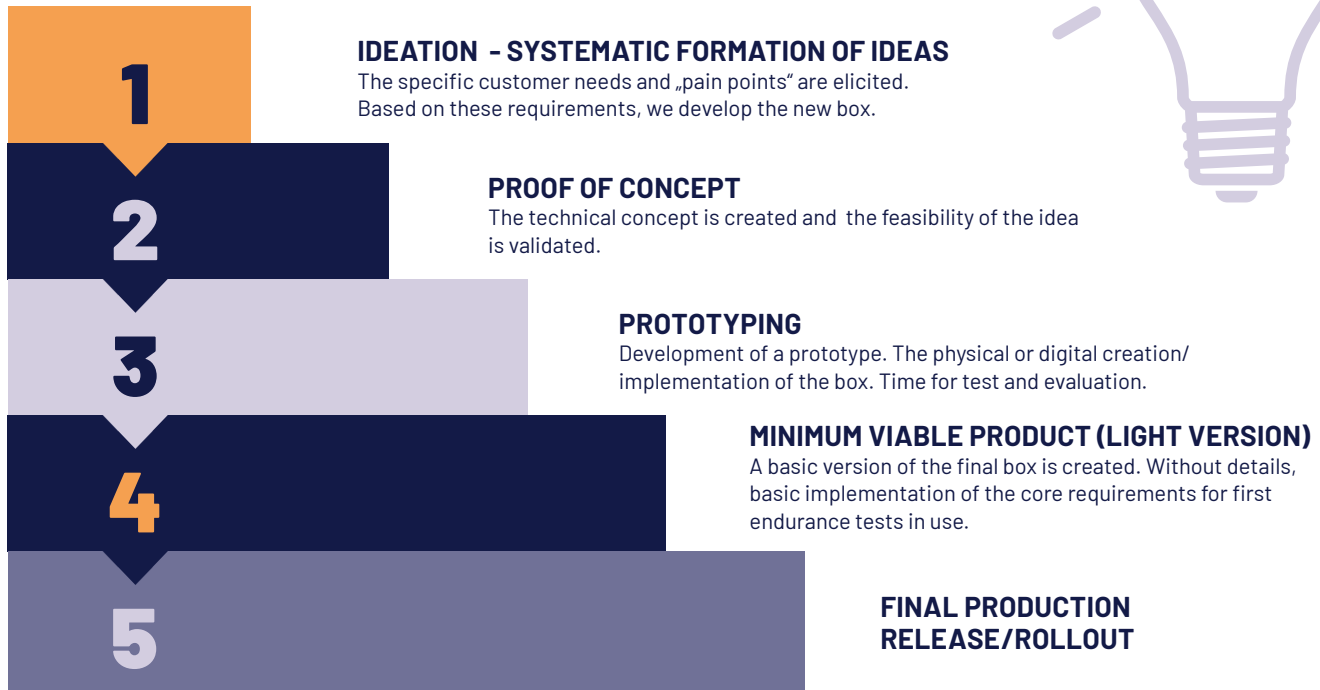 1
IDEATION - SYSTEMATIC FORMATION OF IDEAS
The specific customer needs and „pain points“ are elicited.
Based on these requirements, we develop the new box.
2
PROOF OF CONCEPT
The technical concept is created and the feasibility of the idea
is validated.
3
PROTOTYPING
Development of a prototype. The physical or digital creation/
implementation of the box. Time for test and evaluation.
4
MINIMUM VIABLE PRODUCT (LIGHT VERSION)
A basic version of the final box is created. Without details,
basic implementation of the core requirements for first
endurance tests in use.
5
FINAL PRODUCTION
RELEASE/ROLLOUT